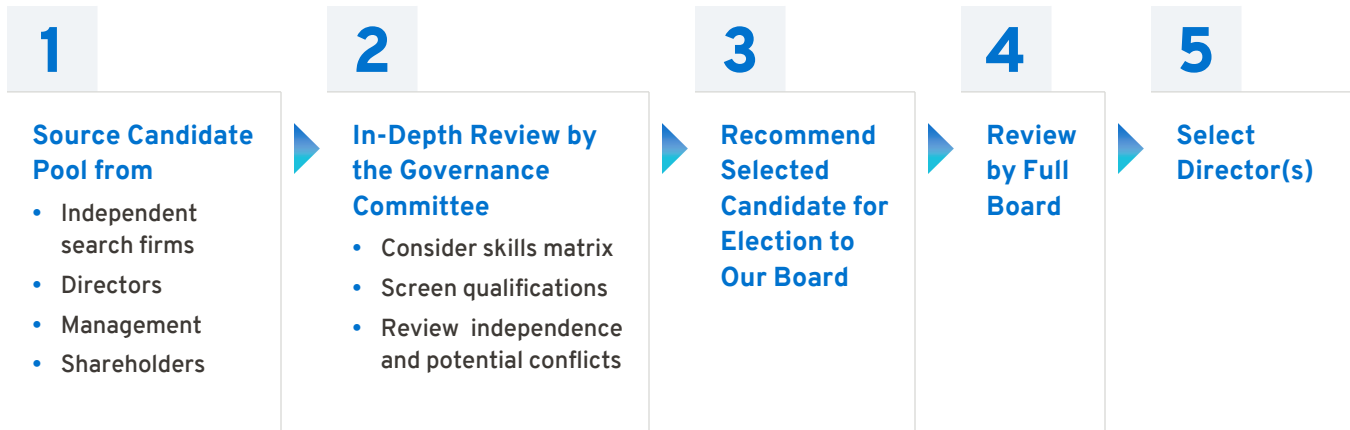 1
Source Candidate
Pool from
• Independent
search firms
• Directors
• Management
• Shareholders
2
In-Depth Review by
the Governance
Committee
• Consider skills matrix
• Screen qualifications
• Review independence
and potential conflicts
3
Recommend
Selected
Candidate for
Election to
Our Board
4
Review
by Full
Board
5
Select
Director(s)